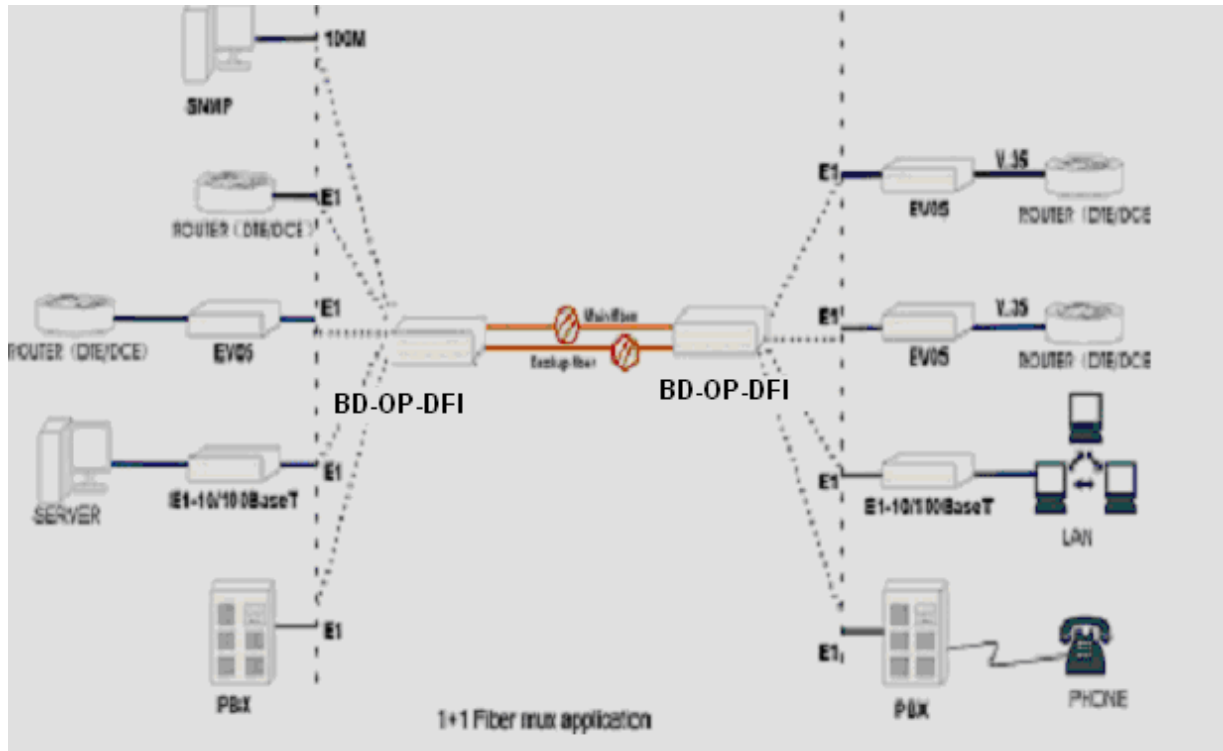 100M
SNMP
E1
ROUTER (DTE/DCE)
E1
V.35
EV05
ROUTER (DTE/DCE
E1
ROUTER (DTE/DCE)
EV05
Main fiber
Backup fiber
E1
V.35
EV05
ROUTER (DTE/DCE
BD-OP-DFI
BD-OP-DFI
E1
SERVER
E1-10/100BaseT
E1
E1-10/100BaseT
LAN
E1
PBX
E1
PBX
PHONE
1+1 Fiber mux application